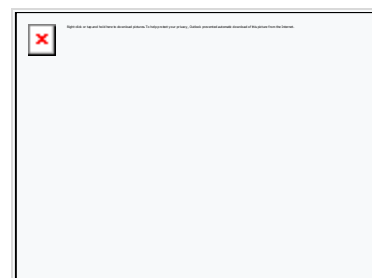 Right-click or tap and hold here to download pictures. To help protect your privacy, Outlook prevented automatic download of this picture from the Internet.